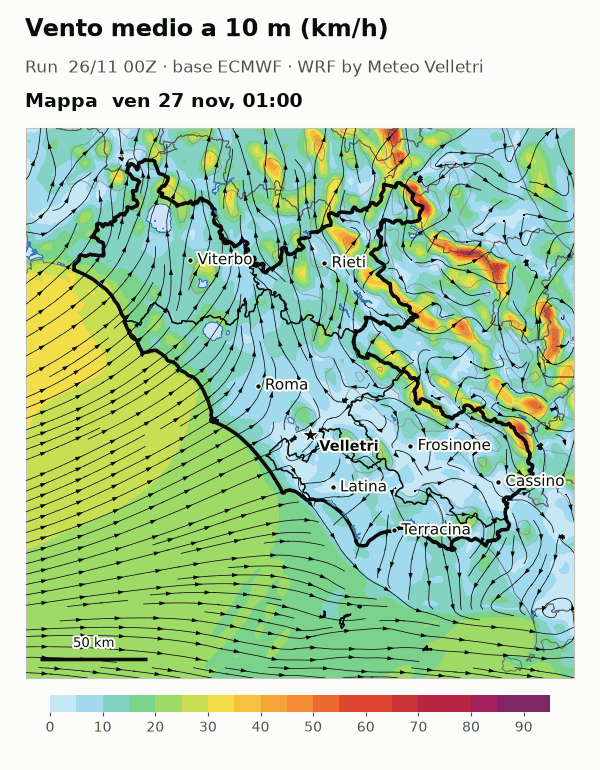 Vento medio a 10 m (km/h)
Run  26/11 00Z · base ECMWF · WRF by Meteo Velletri
Mappa  ven 27 nov, 01:00
Viterbo
Rieti
Roma
Velletri
Frosinone
Latina
Cassino
Terracina
50 km
0 10 20 30 40 50 60 70 80 90